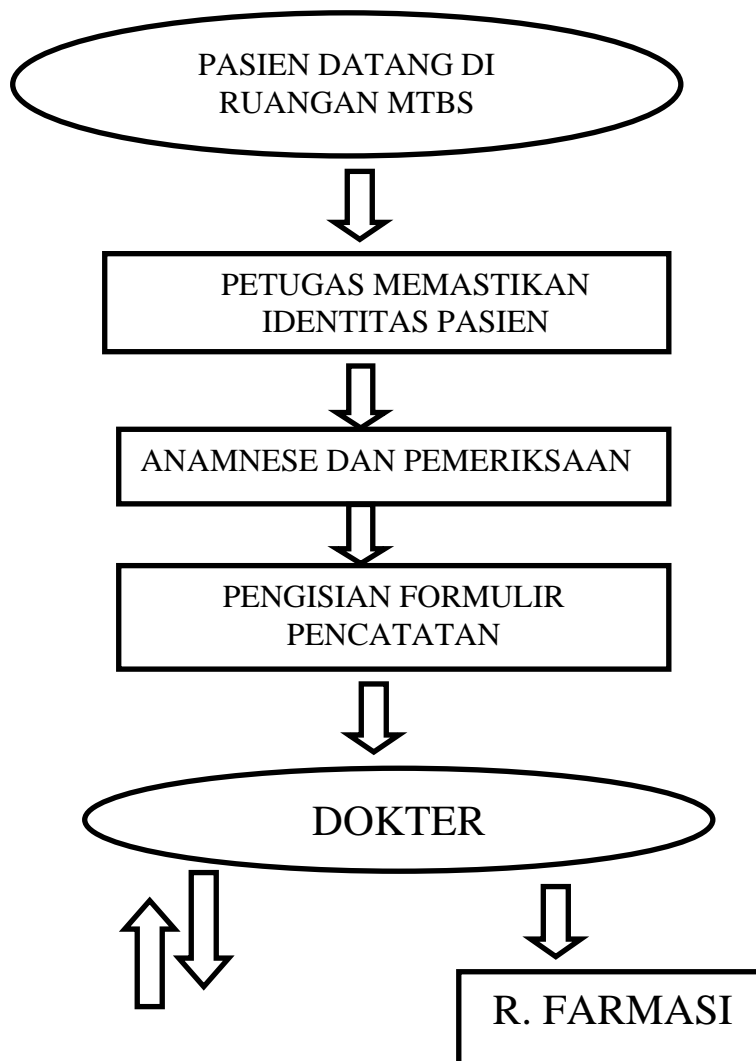 PASIEN DATANG DI
RUANGAN MTBS
PETUGAS MEMASTIKAN
IDENTITAS PASIEN
ANAMNESE DAN PEMERIKSAAN
PENGISIAN FORMULIR
PENCATATAN
DOKTER
R. FARMASI